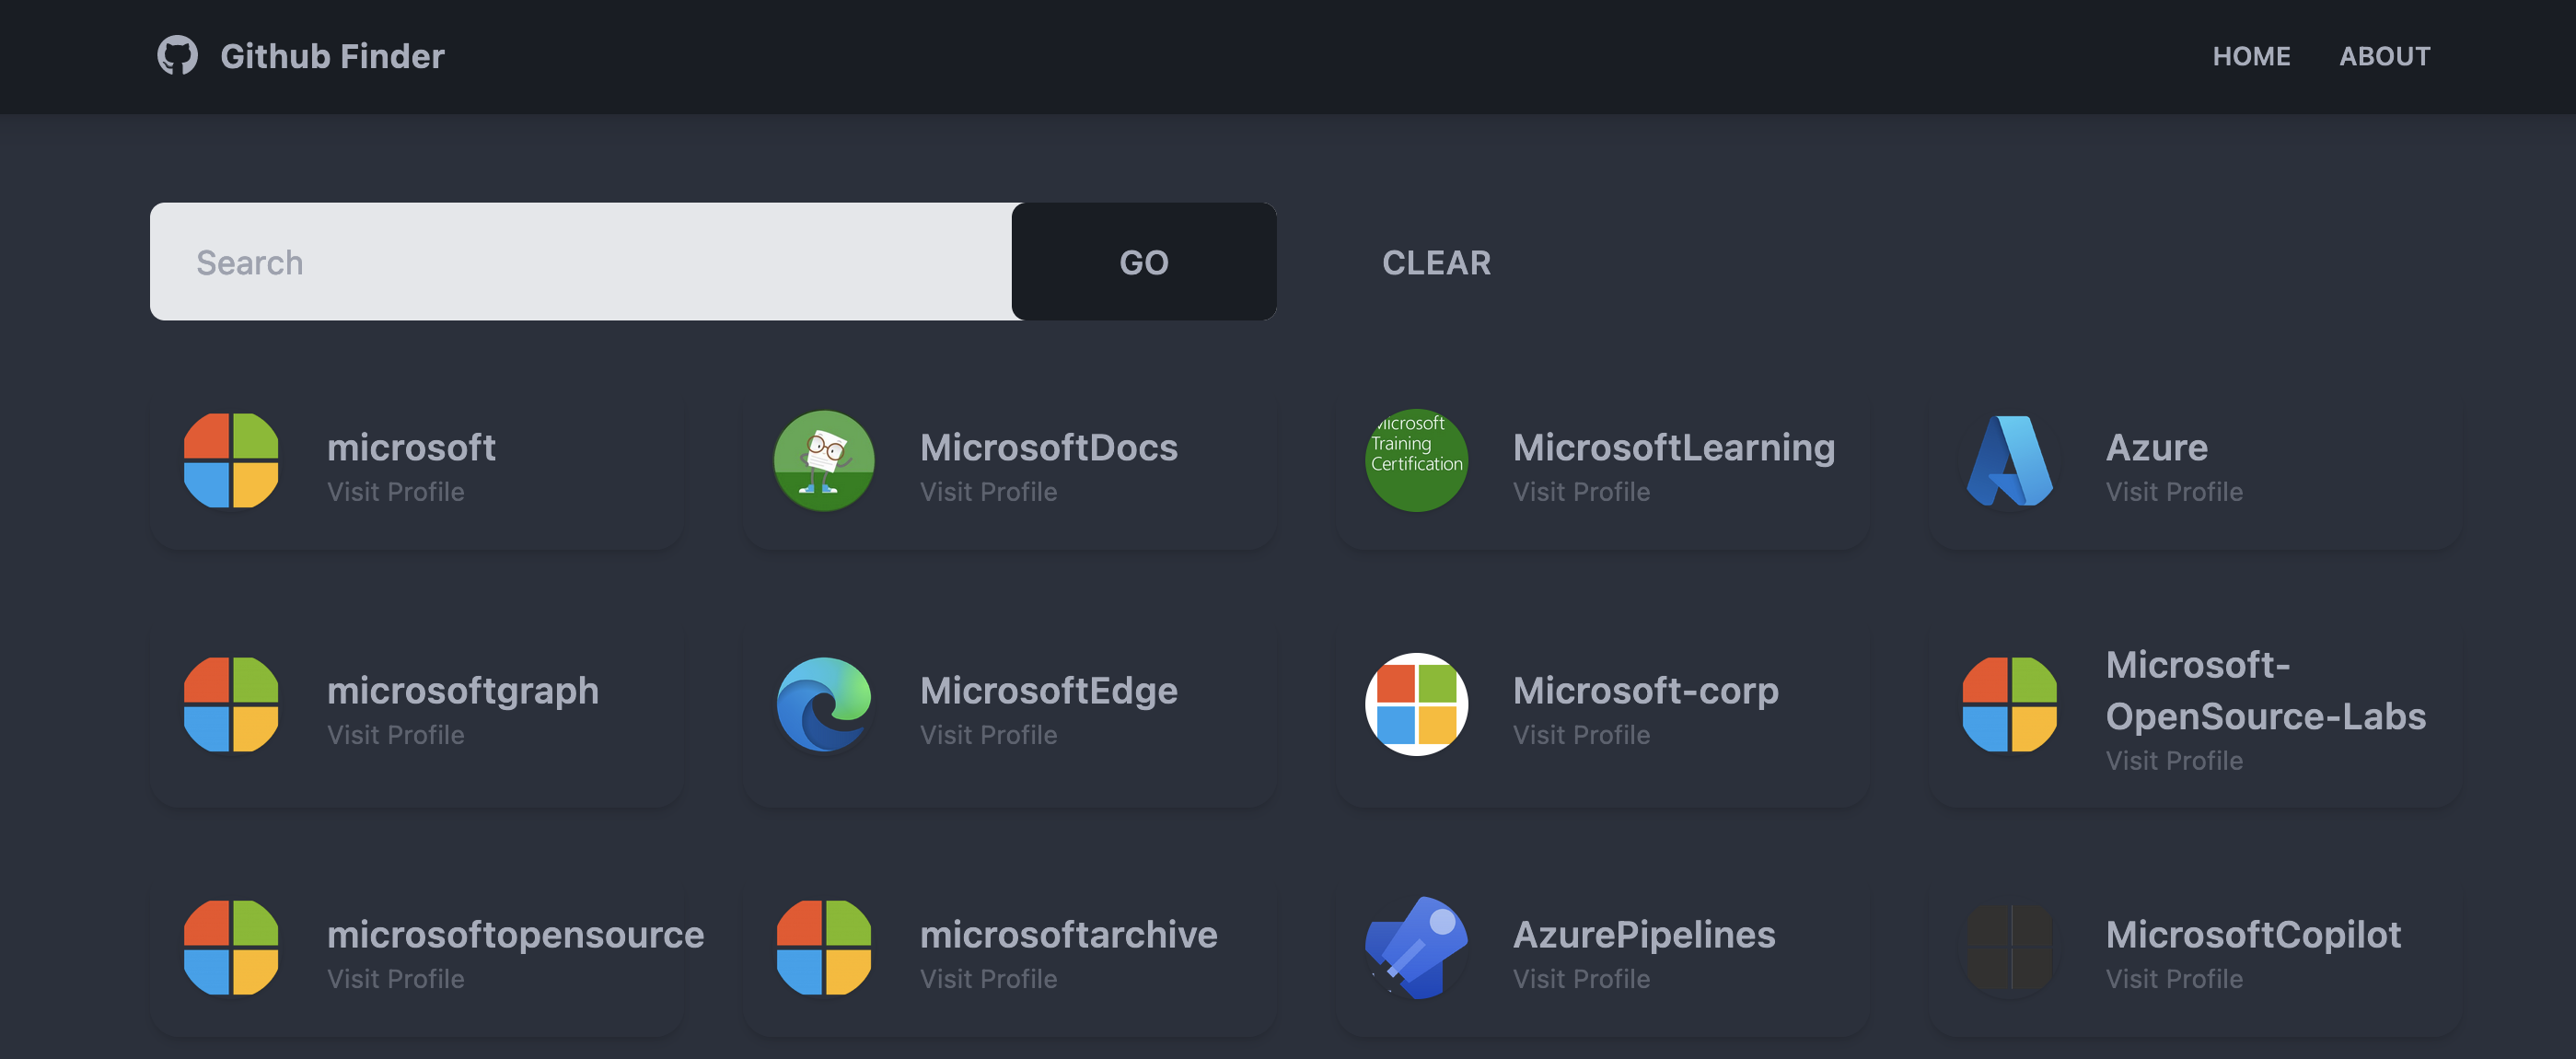 Github Finder
HOME
ABOUT
Search
GO
CLEAR
microsoft
Visit Profile
MicrosoftDocs
Visit Profile
Microsoft
Training
Certification
MicrosoftLearning
Visit Profile
Azure
Visit Profile
microsoftgraph
Visit Profile
MicrosoftEdge
Visit Profile
Microsoft-corp
Visit Profile
Microsoft-
OpenSource-Labs
Visit Profile
microsoftopensource
Visit Profile
microsoftarchive
Visit Profile
AzurePipelines
Visit Profile
MicrosoftCopilot
Visit Profile